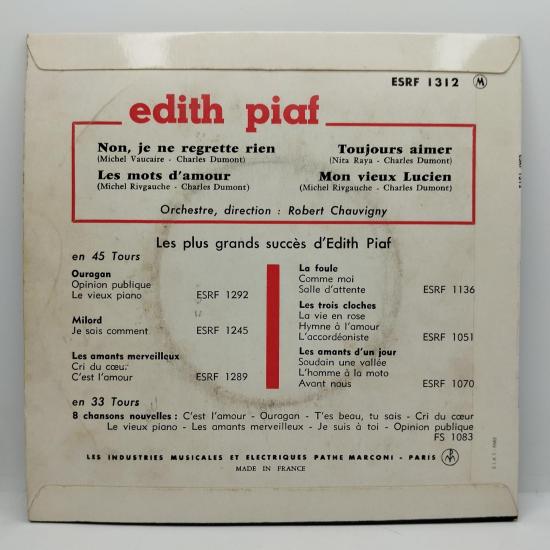 ESRF 1312 M
edith piaf
Non, je ne regrette rien
(Michel Vaucaire - Charles Dumont)
Toujours aimer
(Nita Raya - Charles Dumont)
Les mots d'amour
(Michel Rivgauche - Charles Dumont)
Mon vieux Lucien
(Michel Rivgauche - Charles Dumont)
Orchestre, direction : Robert Chauvigny
Les plus grands succès d'Edith Piaf
en 45 Tours
Ouragan
Opinion publique
Le vieux piano ESRF 1292
Milord
Je sais comment ESRF 1245
Les amants merveilleux
Cri du cœur
C'est l'amour ESRF 1289
La foule
Comme moi
Salle d'attente ESRF 1136
Les trois cloches
La vie en rose
Hymne à l'amour
L'accordéoniste ESRF 1051
Les amants d'un jour
Soudain une vallée
L'homme à la moto
Avant nous ESRF 1070
en 33 Tours
8 chansons nouvelles : C'est l'amour - Ouragan - T'es beau, tu sais - Cri du cœur
Le vieux piano - Les amants merveilleux - Je suis à toi - Opinion publique
FS 1083
LES INDUSTRIES MUSICALES ET ELECTRIQUES PATHE MARCONI - PARIS
MADE IN FRANCE